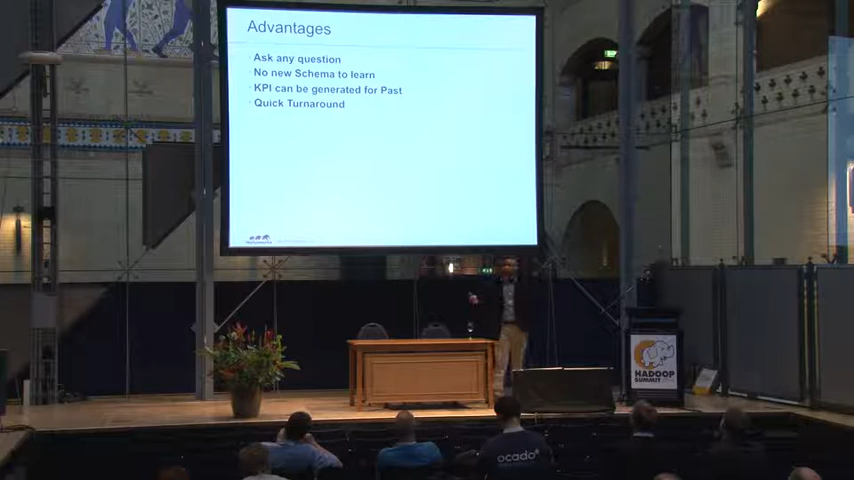 Advantages
· Ask any question
· No new Schema to learn
· KPI can be generated for Past
· Quick Turnaround
Hortonworks
HADOOP
SUMMIT
ocado